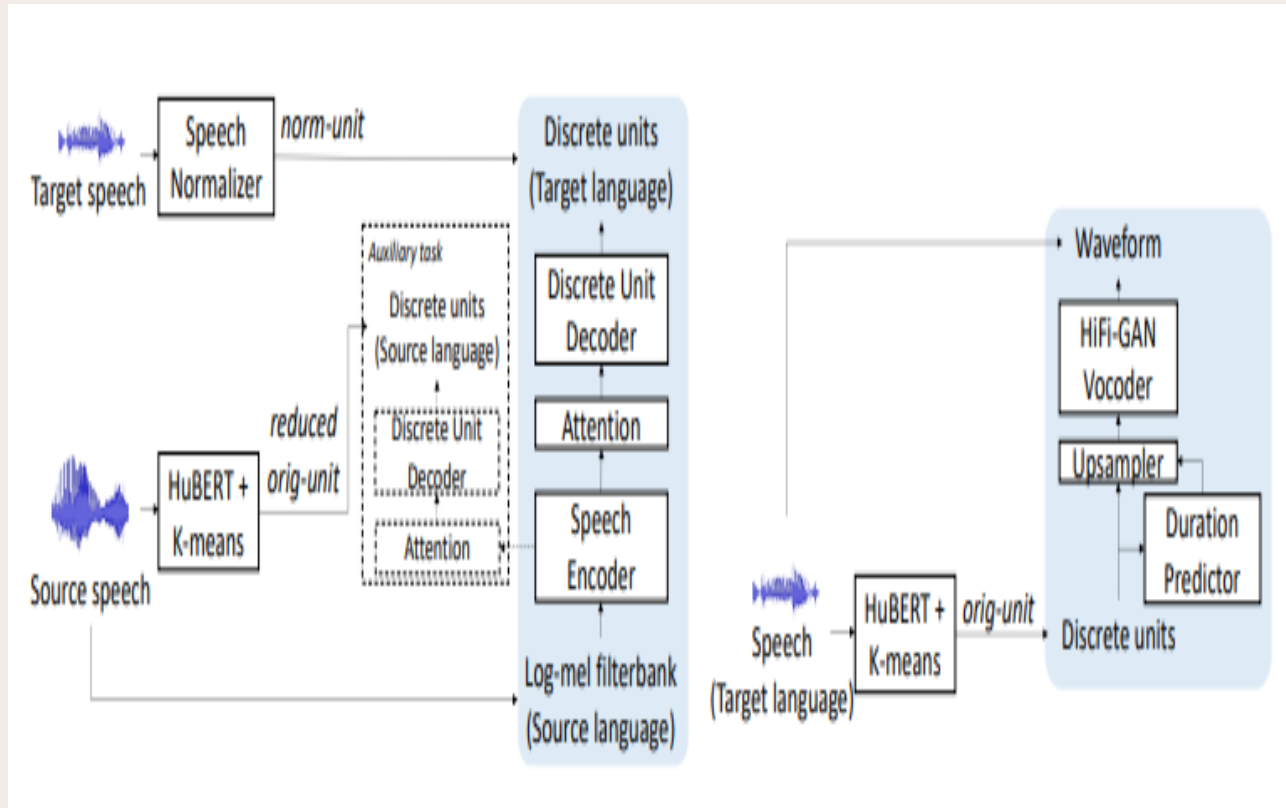 Speech
Normalizer
norm-unit
Target speech
Discrete units
(Target language)
Auxiliary task
Discrete units
(Source language)
Discrete Unit
Decoder
Attention
reduced
orig-unit
HuBERT +
K-means
Source speech
Discrete Unit
Decoder
Attention
Speech
Encoder
Log-mel filterbank
(Source language)
Waveform
HiFi-GAN
Vocoder
Upsampler
Duration
Predictor
Discrete units
Speech
(Target language)
HuBERT +
K-means
orig-unit